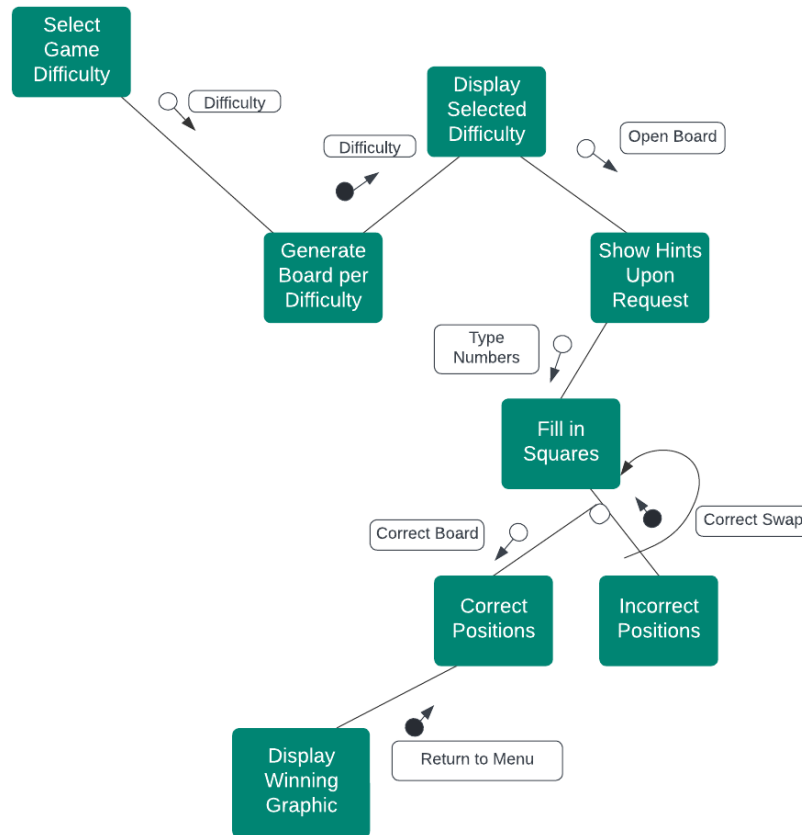 Select
Game
Difficulty
Difficulty
Display
Selected
Difficulty
Open Board
Difficulty
Generate
Board per
Difficulty
Show Hints
Upon
Request
Type
Numbers
Fill in
Squares
Correct Board
Correct Swap
Correct
Positions
Incorrect
Positions
Display
Winning
Graphic
Return to Menu